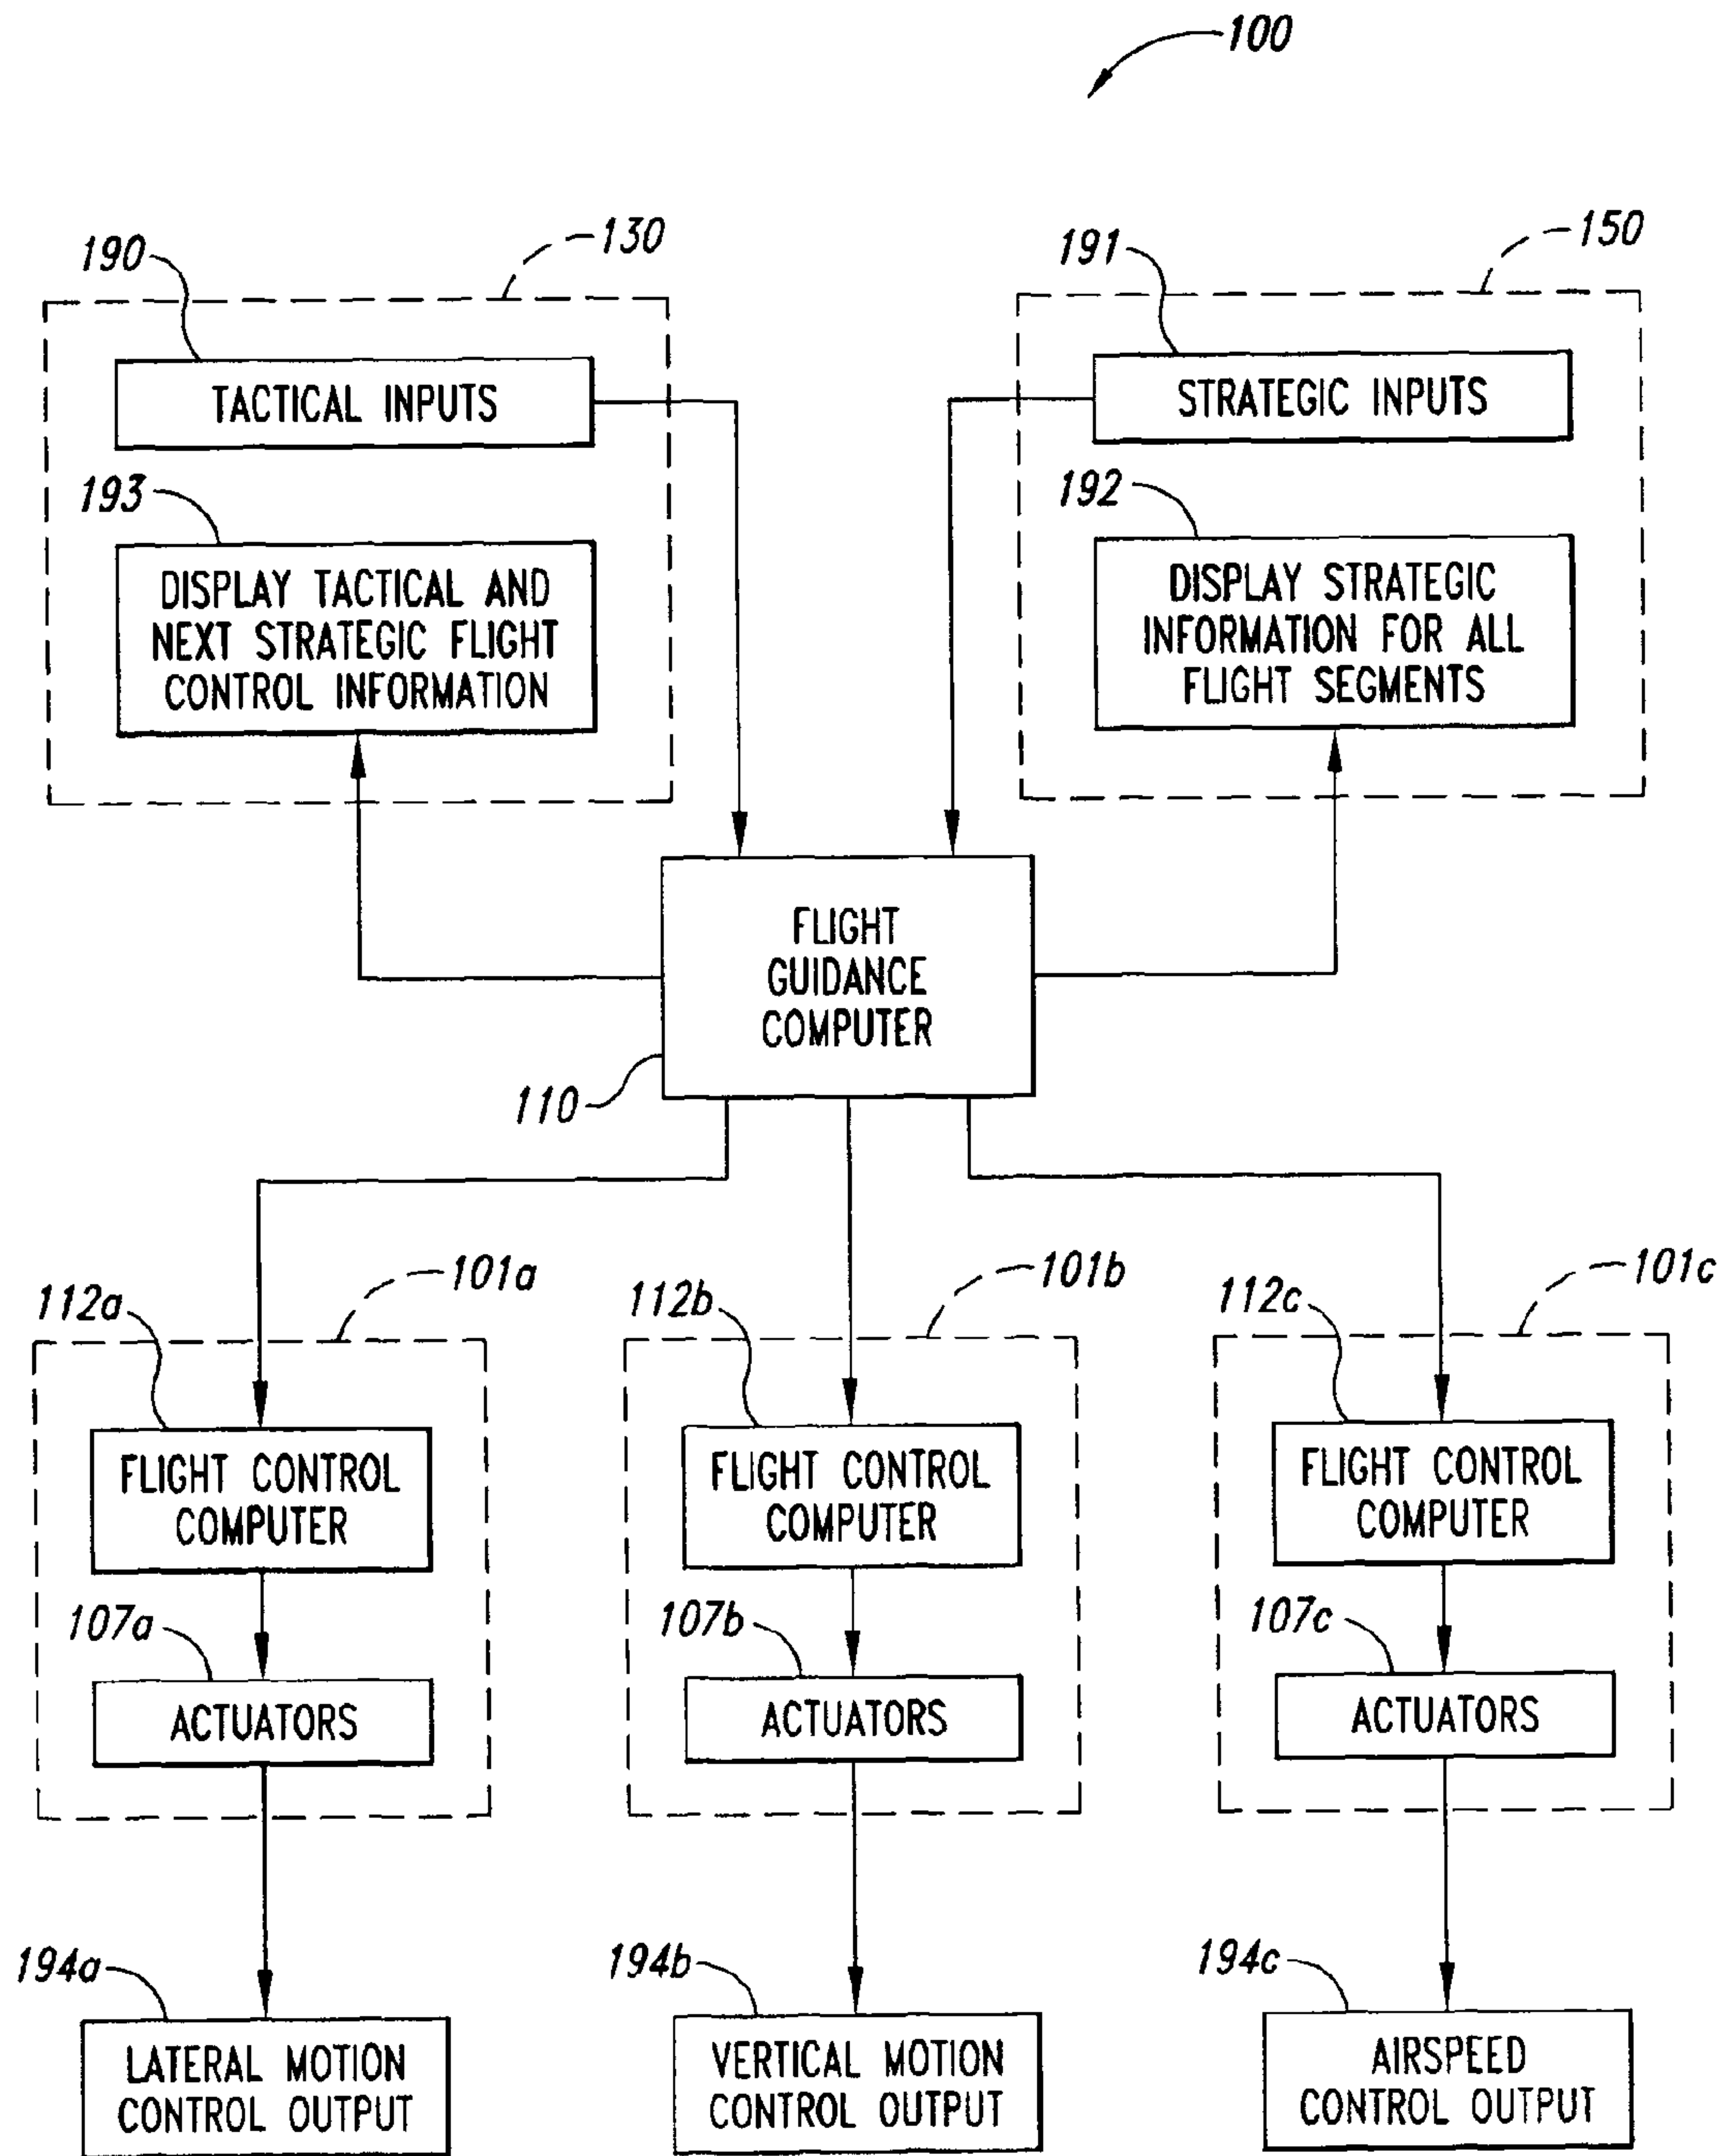 100
130
150
190
191
TACTICAL INPUTS
STRATEGIC INPUTS
193
192
DISPLAY TACTICAL AND
NEXT STRATEGIC FLIGHT
CONTROL INFORMATION
DISPLAY STRATEGIC
INFORMATION FOR ALL
FLIGHT SEGMENTS
FLIGHT
GUIDANCE
COMPUTER
110
101a
101b
101c
112a
112b
112c
FLIGHT CONTROL
COMPUTER
FLIGHT CONTROL
COMPUTER
FLIGHT CONTROL
COMPUTER
107a
107b
107c
ACTUATORS
ACTUATORS
ACTUATORS
194a
194b
194c
LATERAL MOTION
CONTROL OUTPUT
VERTICAL MOTION
CONTROL OUTPUT
AIRSPEED
CONTROL OUTPUT